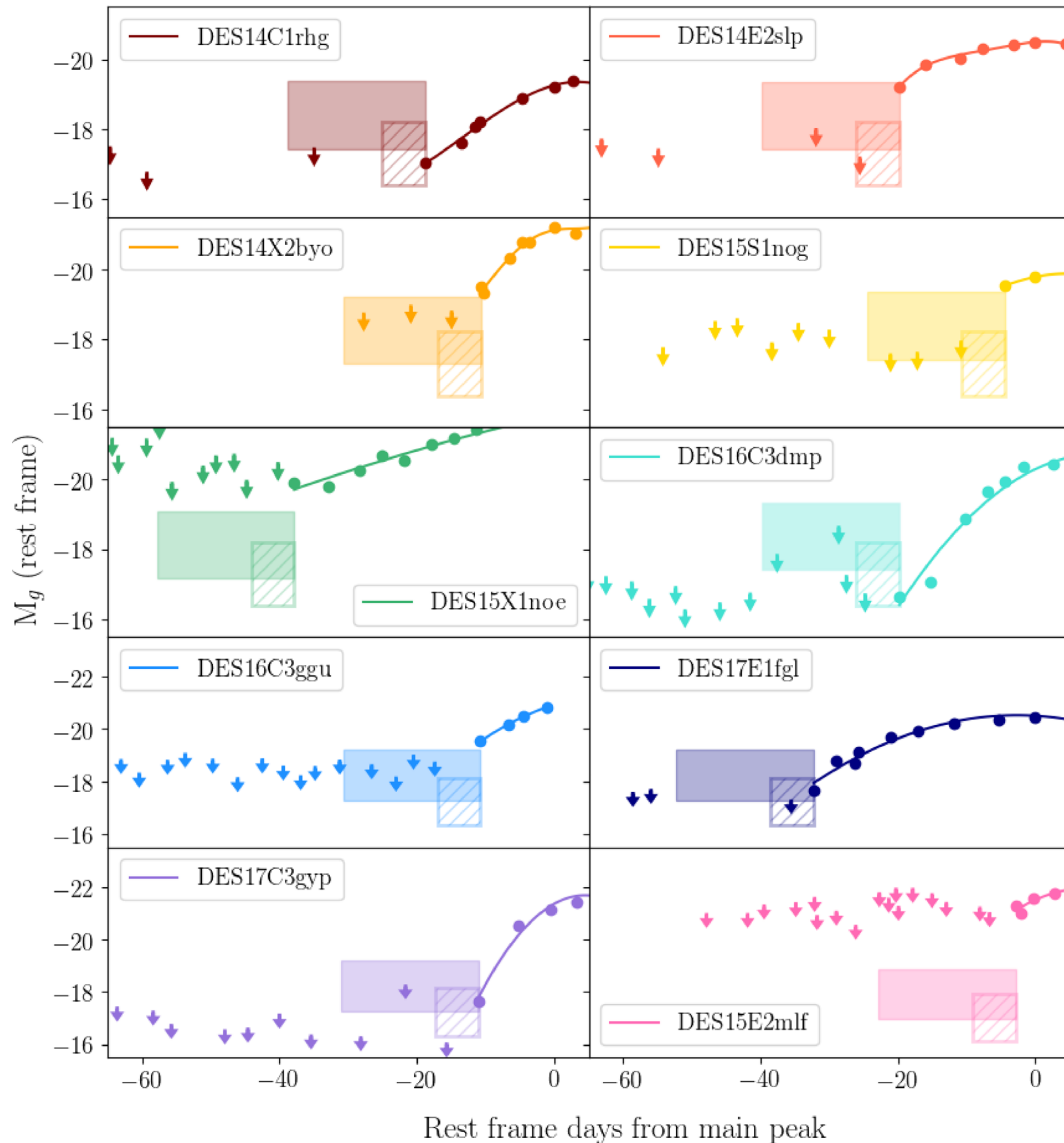 DES14C1rhg
DES14E2slp
−20
−18
−16
DES14X2byo
DES15S1nog
−20
−18
−16
DES15X1noe
DES16C3dmp
−20
−18
−16
DES16C3ggu
DES17E1fgl
−22
−20
−18
−16
DES17C3gyp
DES15E2mlf
−22
−20
−18
−16
−60 −40 −20 0 −60 −40 −20 0
M_g (rest frame)
Rest frame days from main peak